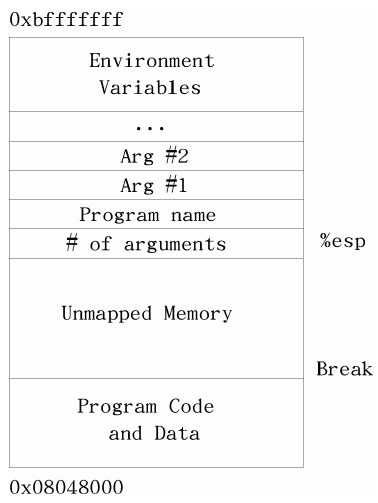 0xbfffffff
Environment
Variables
...
Arg #2
Arg #1
Program name
# of arguments
%esp
Unmapped Memory
Break
Program Code
and Data
0x08048000